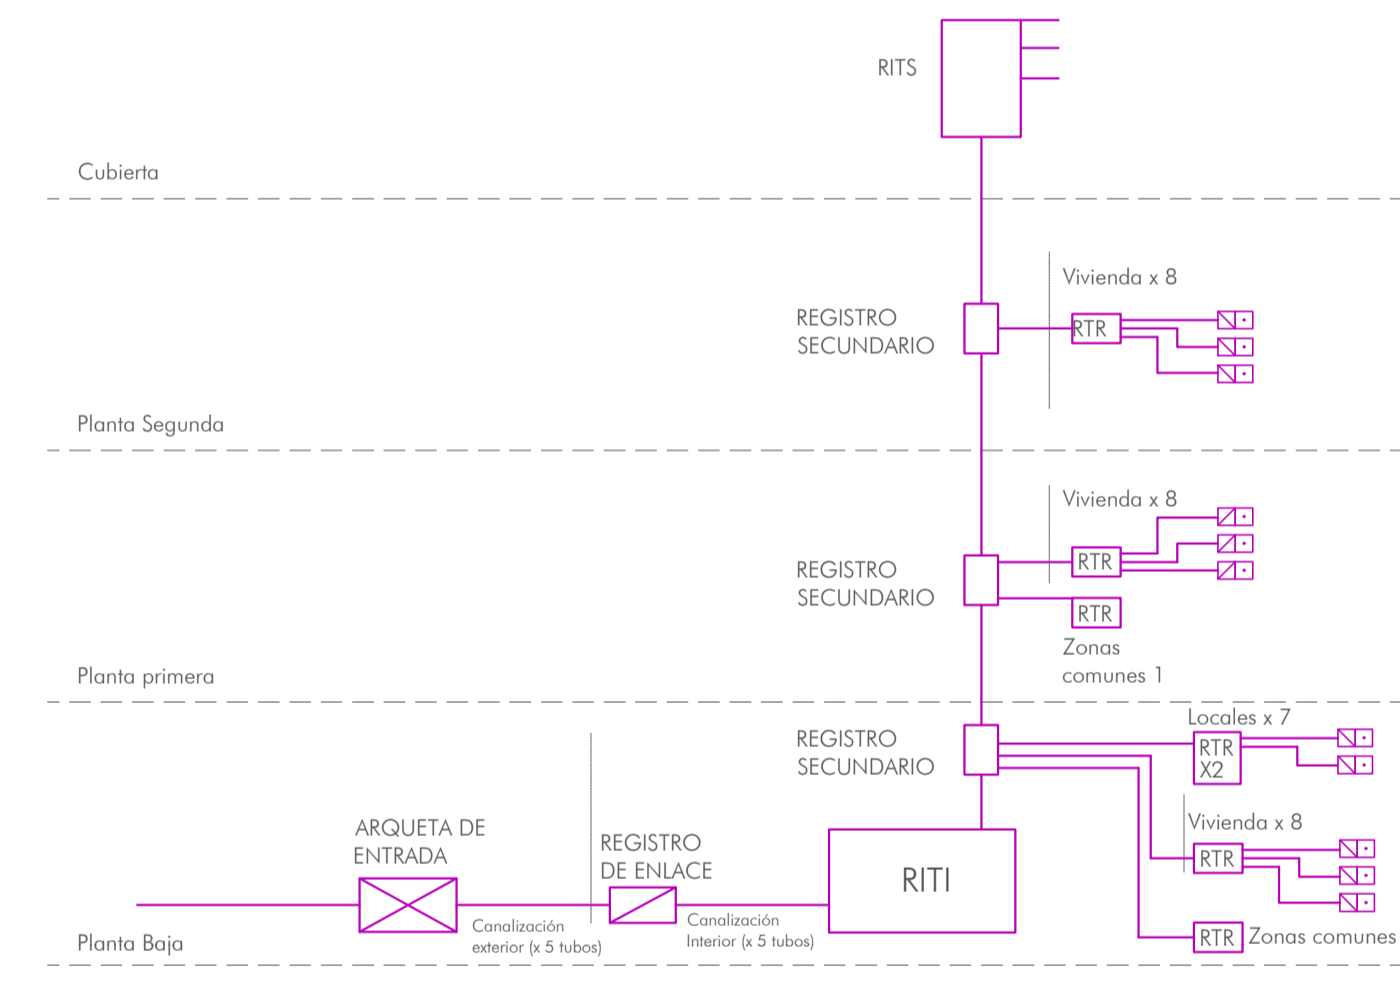 RITS
Cubierta
Vivienda x 8
REGISTRO
SECUNDARIO
RTR
Planta Segunda
Vivienda x 8
REGISTRO
SECUNDARIO
RTR
RTR
Zonas
comunes 1
Planta primera
Locales x 7
REGISTRO
SECUNDARIO
RTR
X2
Vivienda x 8
RTR
ARQUETA DE
ENTRADA
REGISTRO
DE ENLACE
RITI
Canalización
exterior (x 5 tubos)
Canalización
Interior (x 5 tubos)
RTR
Zonas comunes
Planta Baja